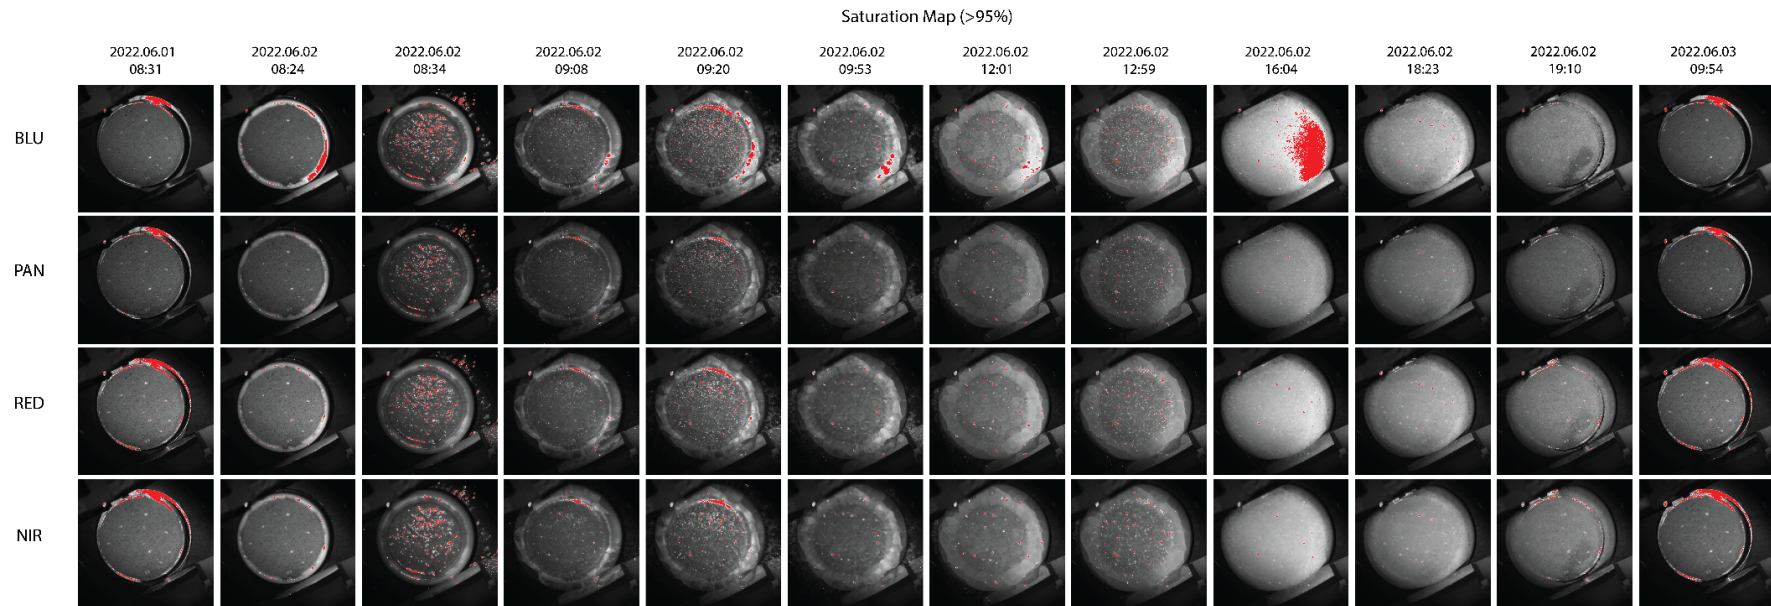 Saturation Map (>95%)
2022.06.01 2022.06.02 2022.06.02 2022.06.02 2022.06.02 2022.06.02 2022.06.02 2022.06.02 2022.06.02 2022.06.02 2022.06.02 2022.06.03
08:31 08:24 08:34 09:08 09:20 09:53 12:01 12:59 16:04 18:23 19:10 09:54
BLU
PAN
RED
NIR